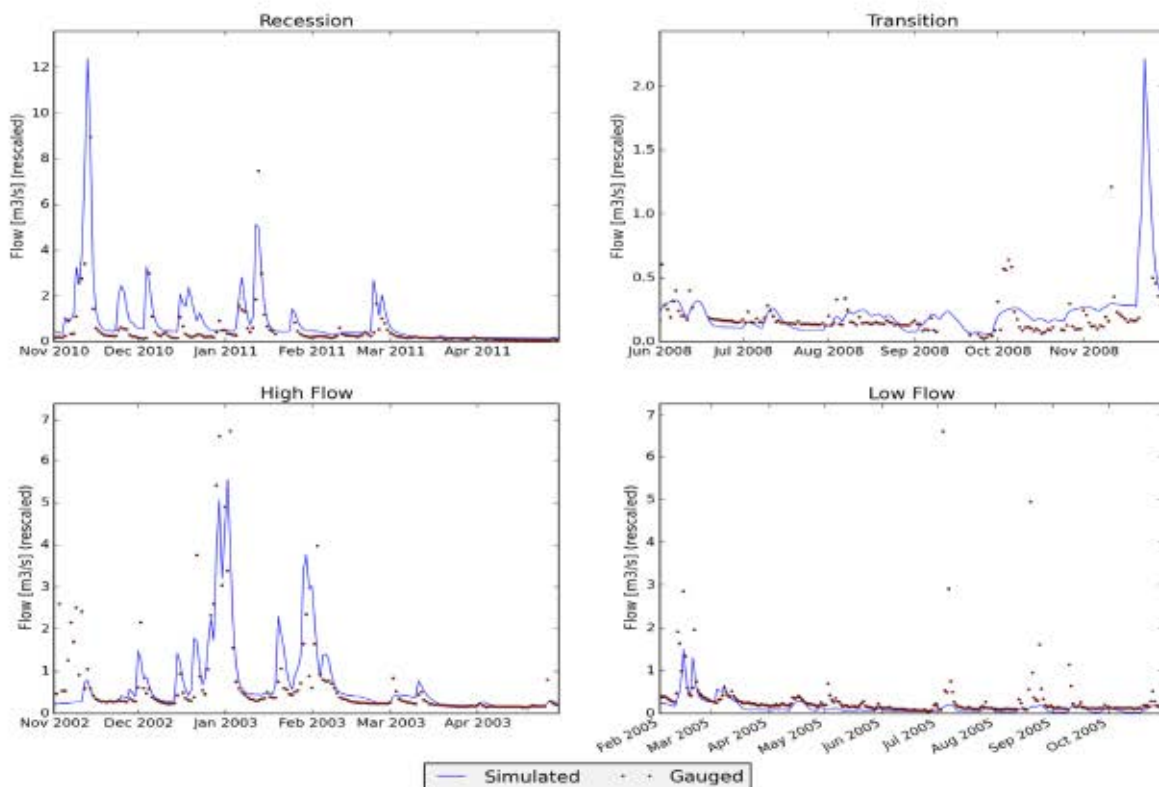 Recession
Flow [m3/s] (rescaled)
12
10
8
6
4
2
0
Nov 2010 Dec 2010 Jan 2011 Feb 2011 Mar 2011 Apr 2011
Transition
Flow [m3/s] (rescaled)
2.0
1.5
1.0
0.5
0.0
Jun 2008 Jul 2008 Aug 2008 Sep 2008 Oct 2008 Nov 2008
High Flow
Flow [m3/s] (rescaled)
7
6
5
4
3
2
1
0
Nov 2002 Dec 2002 Jan 2003 Feb 2003 Mar 2003 Apr 2003
Low Flow
Flow [m3/s] (rescaled)
7
6
5
4
3
2
1
0
Feb 2005 Mar 2005 Apr 2005 May 2005 Jun 2005 Jul 2005 Aug 2005 Sep 2005 Oct 2005
Simulated Gauged